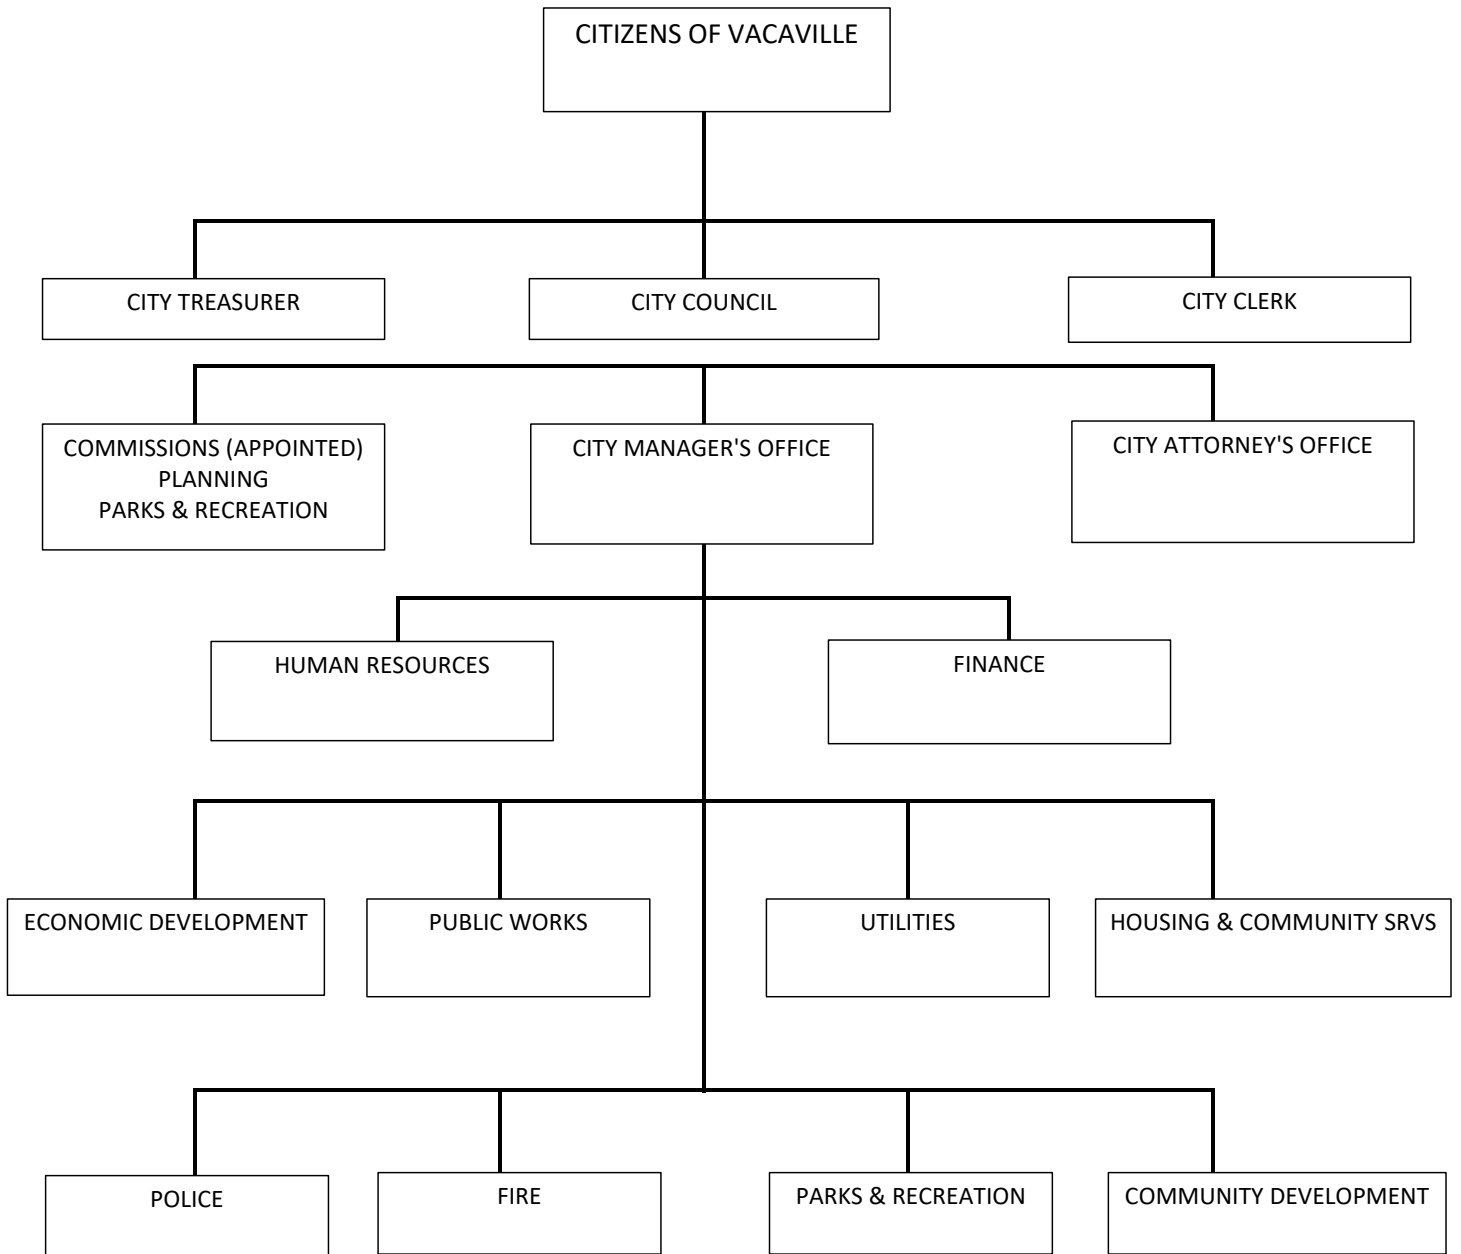 CITIZENS OF VACAVILLE
CITY TREASURER
CITY COUNCIL
CITY CLERK
COMMISSIONS (APPOINTED)
PLANNING
PARKS & RECREATION
CITY MANAGER'S OFFICE
CITY ATTORNEY'S OFFICE
HUMAN RESOURCES
FINANCE
ECONOMIC DEVELOPMENT
PUBLIC WORKS
UTILITIES
HOUSING & COMMUNITY SRVS
POLICE
FIRE
PARKS & RECREATION
COMMUNITY DEVELOPMENT